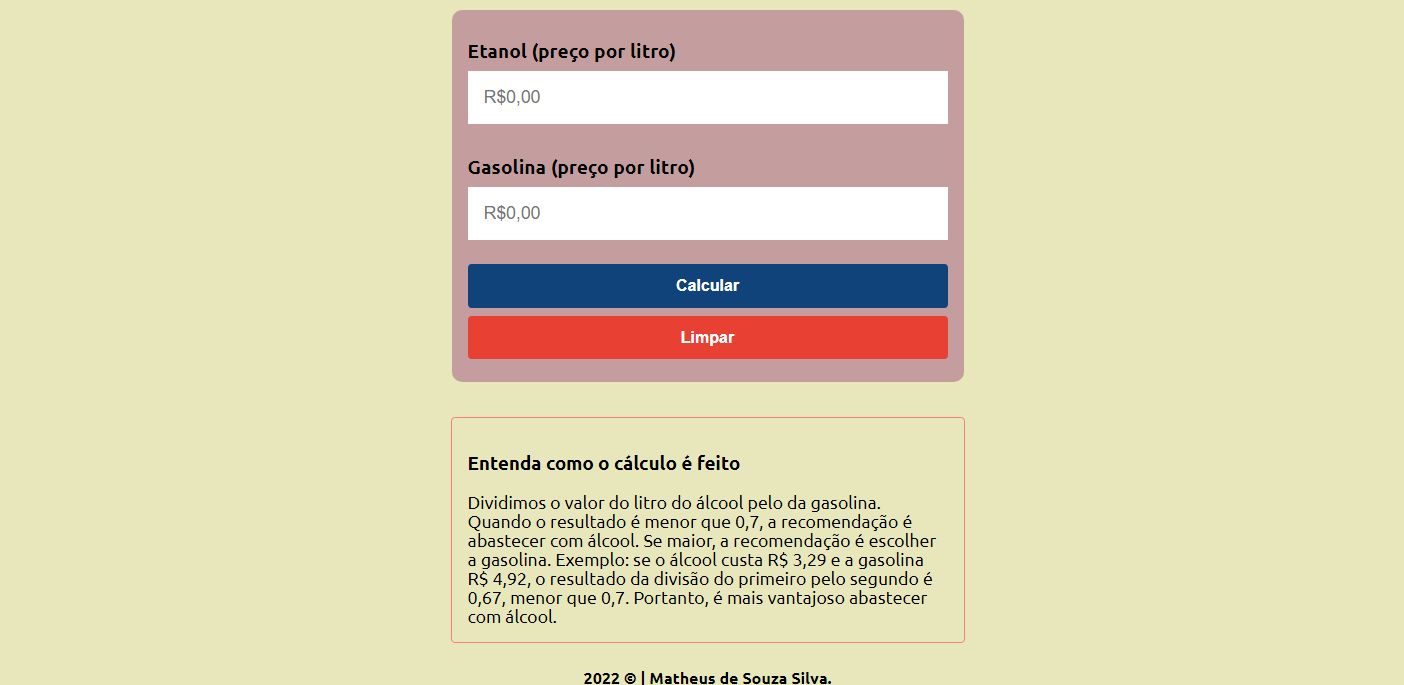 Etanol (preço por litro)
R$0,00
Gasolina (preço por litro)
R$0,00
Calcular
Limpar
Entenda como o cálculo é feito
Dividimos o valor do litro do álcool pelo da gasolina.
Quando o resultado é menor que 0,7, a recomendação é
abastecer com álcool. Se maior, a recomendação é escolher
a gasolina. Exemplo: se o álcool custa R$ 3,29 e a gasolina
R$ 4,92, o resultado da divisão do primeiro pelo segundo é
0,67, menor que 0,7. Portanto, é mais vantajoso abastecer
com álcool.
2022 © | Matheus de Souza Silva.